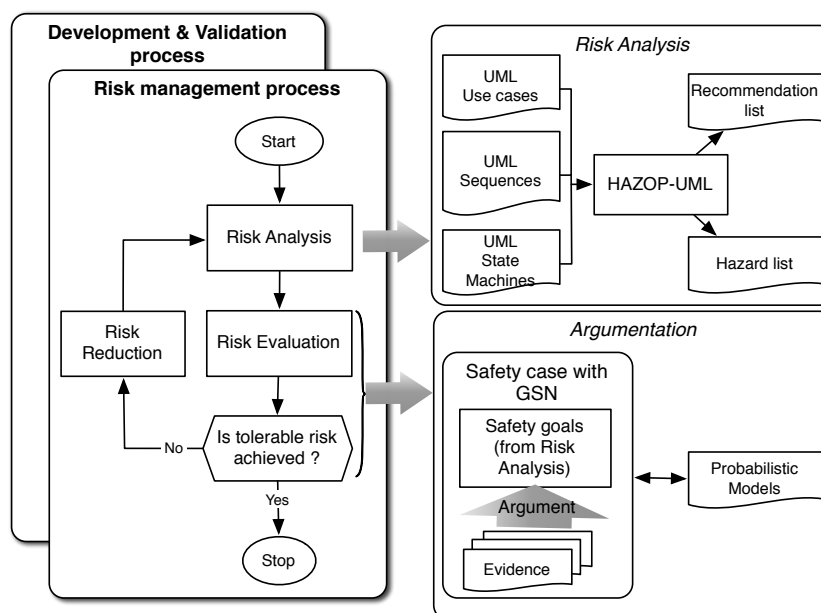 Development & Validation
process
Risk management process
Start
Risk Analysis
Risk
Reduction
Risk Evaluation
Is tolerable risk
achieved ?
No
Yes
Stop
Risk Analysis
UML
Use cases
UML
Sequences
UML
State
Machines
HAZOP-UML
Recommendation
list
Hazard list
Argumentation
Safety case with
GSN
Safety goals
(from Risk
Analysis)
Argument
Evidence
Probabilistic
Models